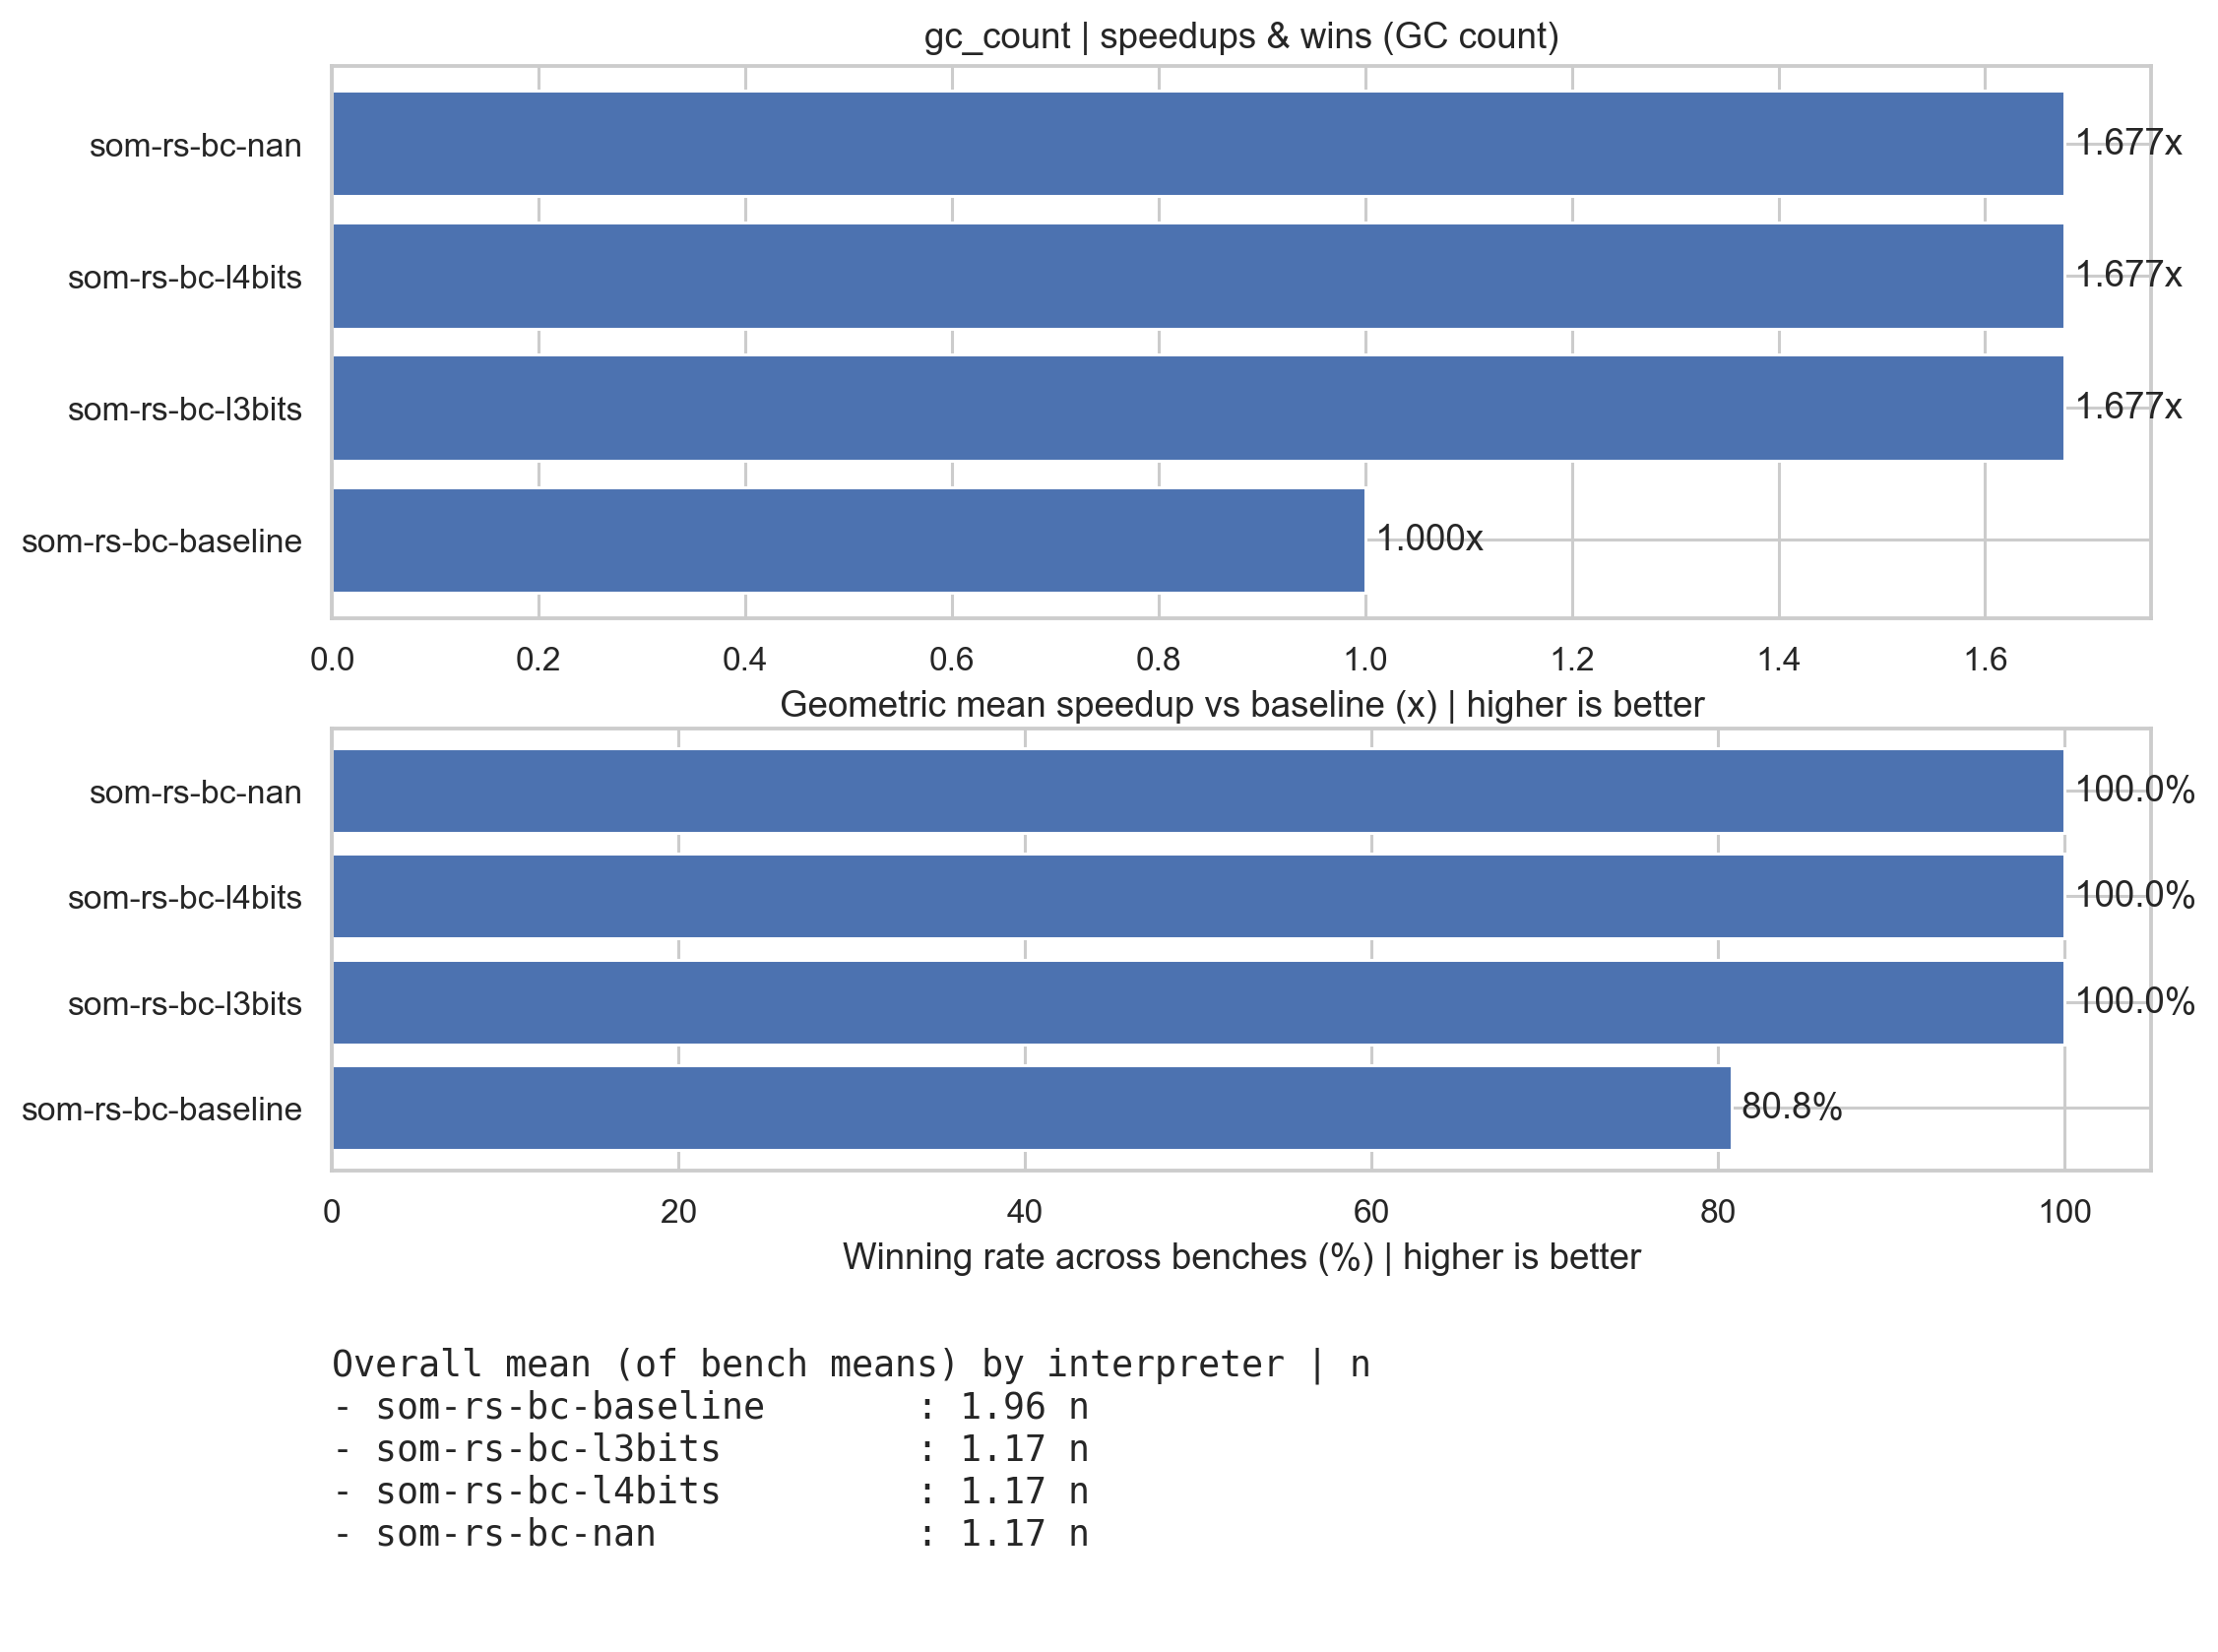 gc_count | speedups & wins (GC count)
som-rs-bc-nan
1.677x
som-rs-bc-l4bits
1.677x
som-rs-bc-l3bits
1.677x
som-rs-bc-baseline
1.000x
0.0 0.2 0.4 0.6 0.8 1.0 1.2 1.4 1.6
Geometric mean speedup vs baseline (x) | higher is better
som-rs-bc-nan
100.0%
som-rs-bc-l4bits
100.0%
som-rs-bc-l3bits
100.0%
som-rs-bc-baseline
80.8%
0 20 40 60 80 100
Winning rate across benches (%) | higher is better
Overall mean (of bench means) by interpreter | n
- som-rs-bc-baseline : 1.96 n
- som-rs-bc-l3bits : 1.17 n
- som-rs-bc-l4bits : 1.17 n
- som-rs-bc-nan : 1.17 n